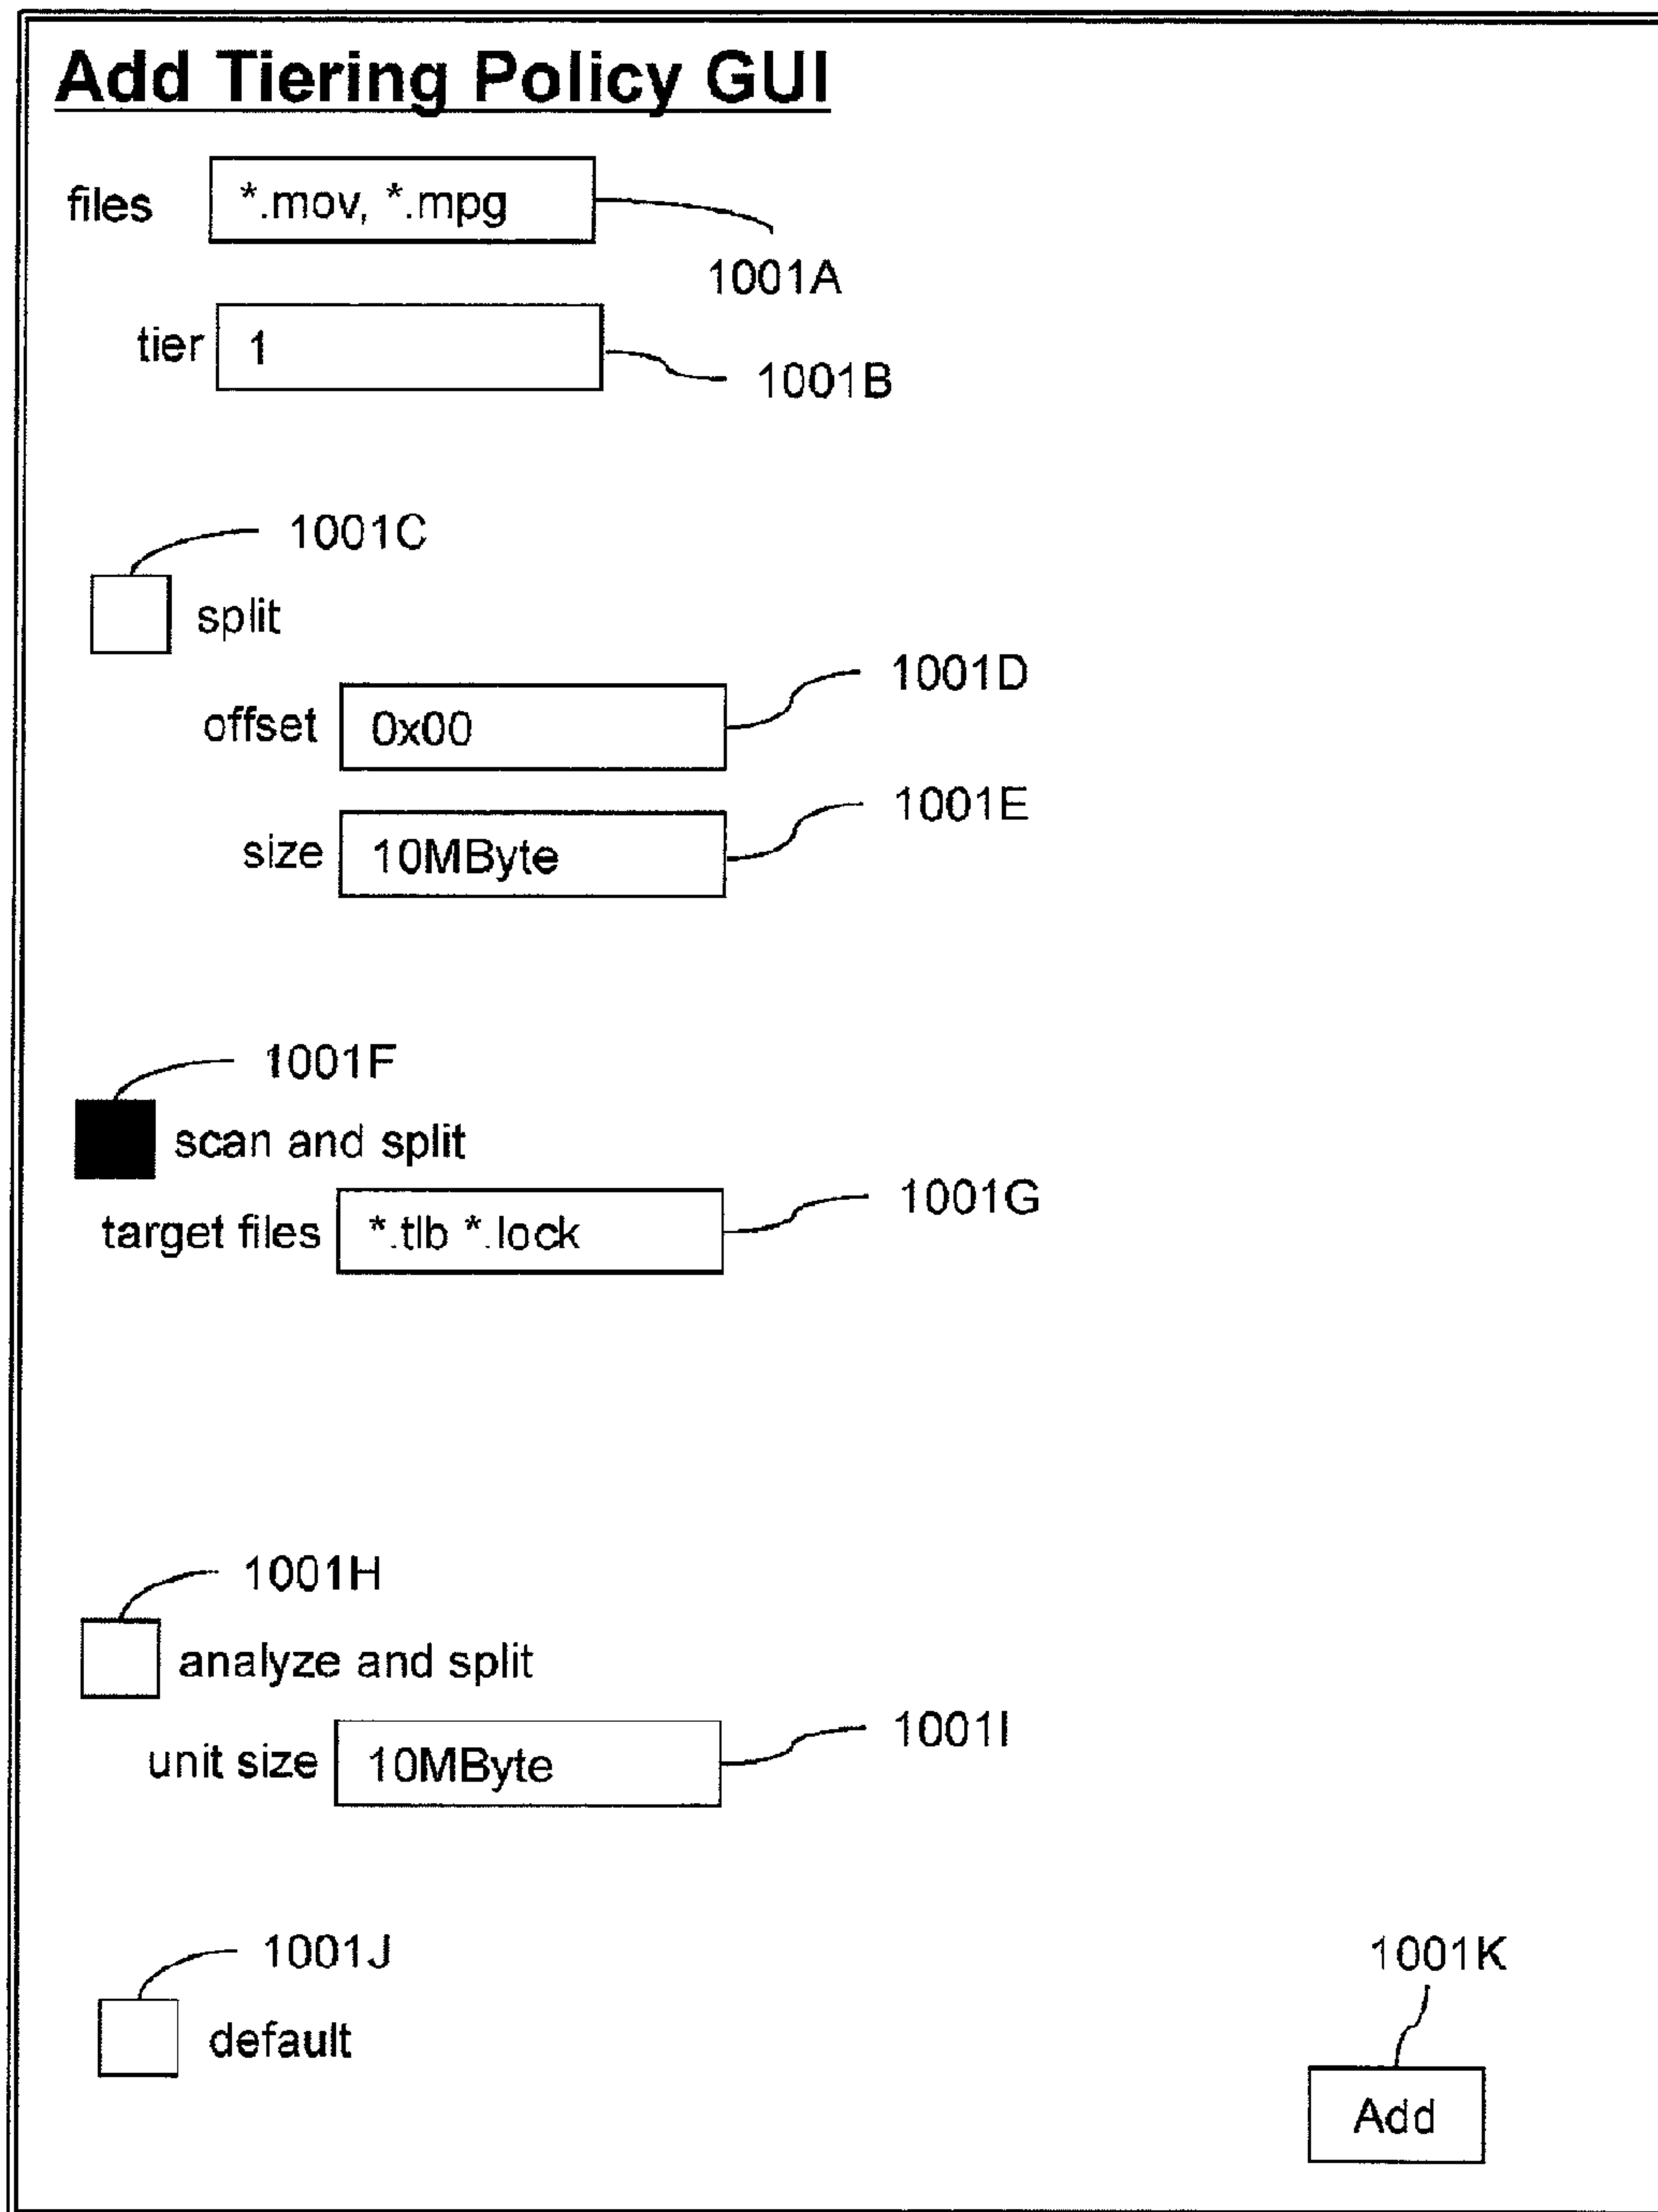 Add Tiering Policy GUI
files *.mov, *.mpg
1001A
tier 1
1001B
1001C
split
1001D
offset 0x00
1001E
size 10MByte
1001F
scan and split
1001G
target files *.tlb *.lock
1001H
analyze and split
1001I
unit size 10MByte
1001J
default
1001K
Add